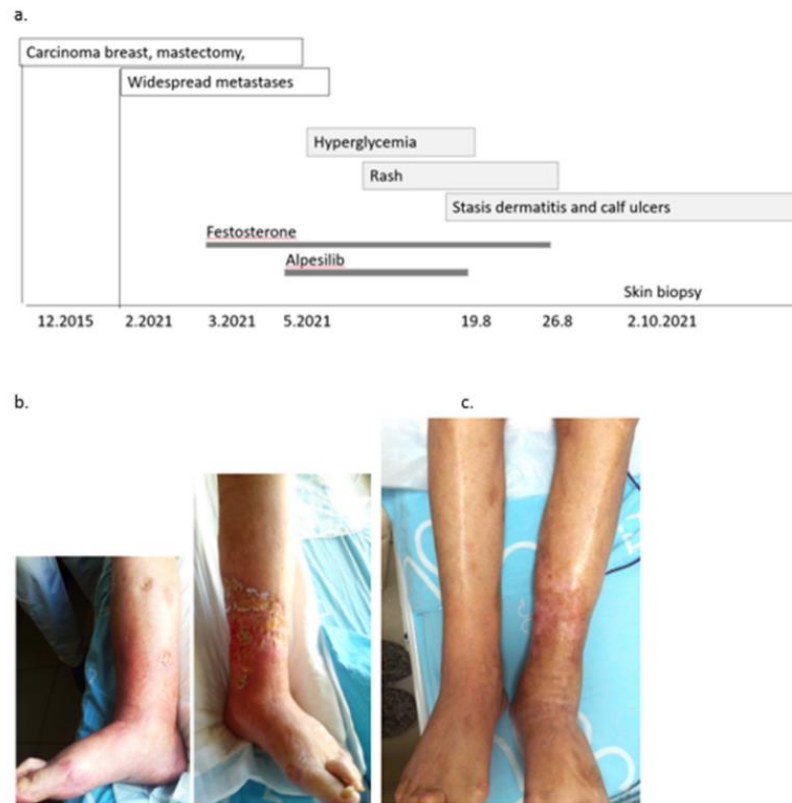 a.
Carcinoma breast, mastectomy,
Widespread metastases
Hyperglycemia
Rash
Stasis dermatitis and calf ulcers
Festosterone
Alpesilib
Skin biopsy
12.2015 2.2021 3.2021 5.2021 19.8 26.8 2.10.2021
b. c.